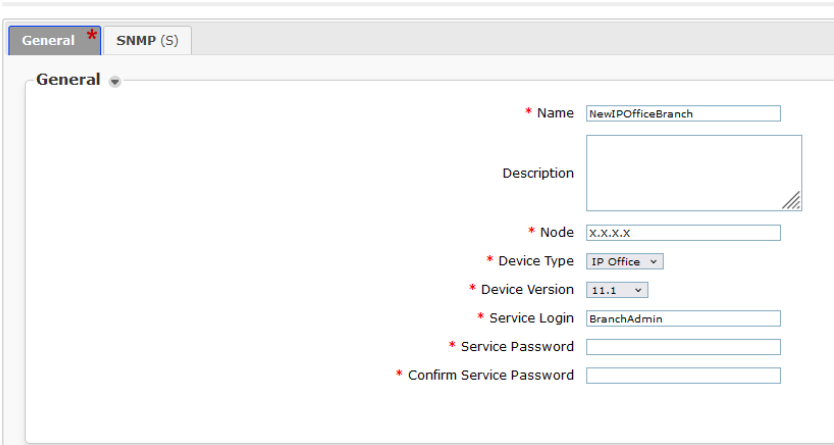 General *
SNMP (S)
General
* Name NewIPOfficeBranch
Description
* Node X.X.X.X
* Device Type IP Office
* Device Version 11.1
* Service Login BranchAdmin
* Service Password
* Confirm Service Password